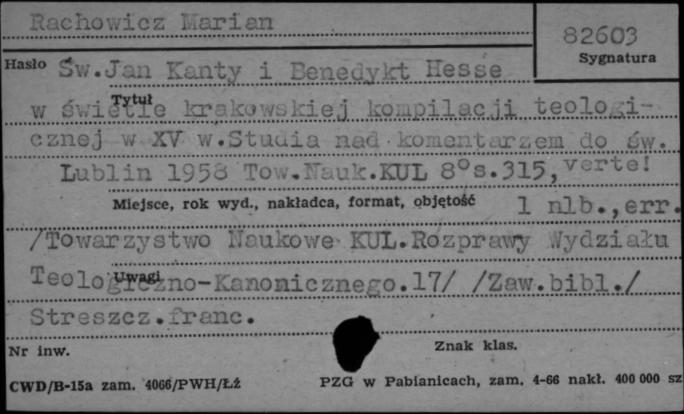 Rachowicz Marian
82603
Sygnatura
Hasło Św.Jan Kanty i Benedykt Hesse
Tytuł
w świetle krakowskiej kompilacji teologi-
cznej w XV w.Studia nad komentarzem do św.
Lublin 1958 Tow.Nauk.KUL 8°s.315, verte!
Miejsce, rok wyd., nakładca, format, objętość 1 nlb.,err.
/Towarzystwo Naukowe KUL.Rozprawy Wydziału
Uwagi
Teologiczno-Kanonicznego.17/ /Zaw.bibl./
Streszcz.franc.
Nr inw.
Znak klas.
CWD/B-15a zam. 4066/PWH/Łź
PZG w Pabianicach, zam. 4-66 nakł. 400 000 sz